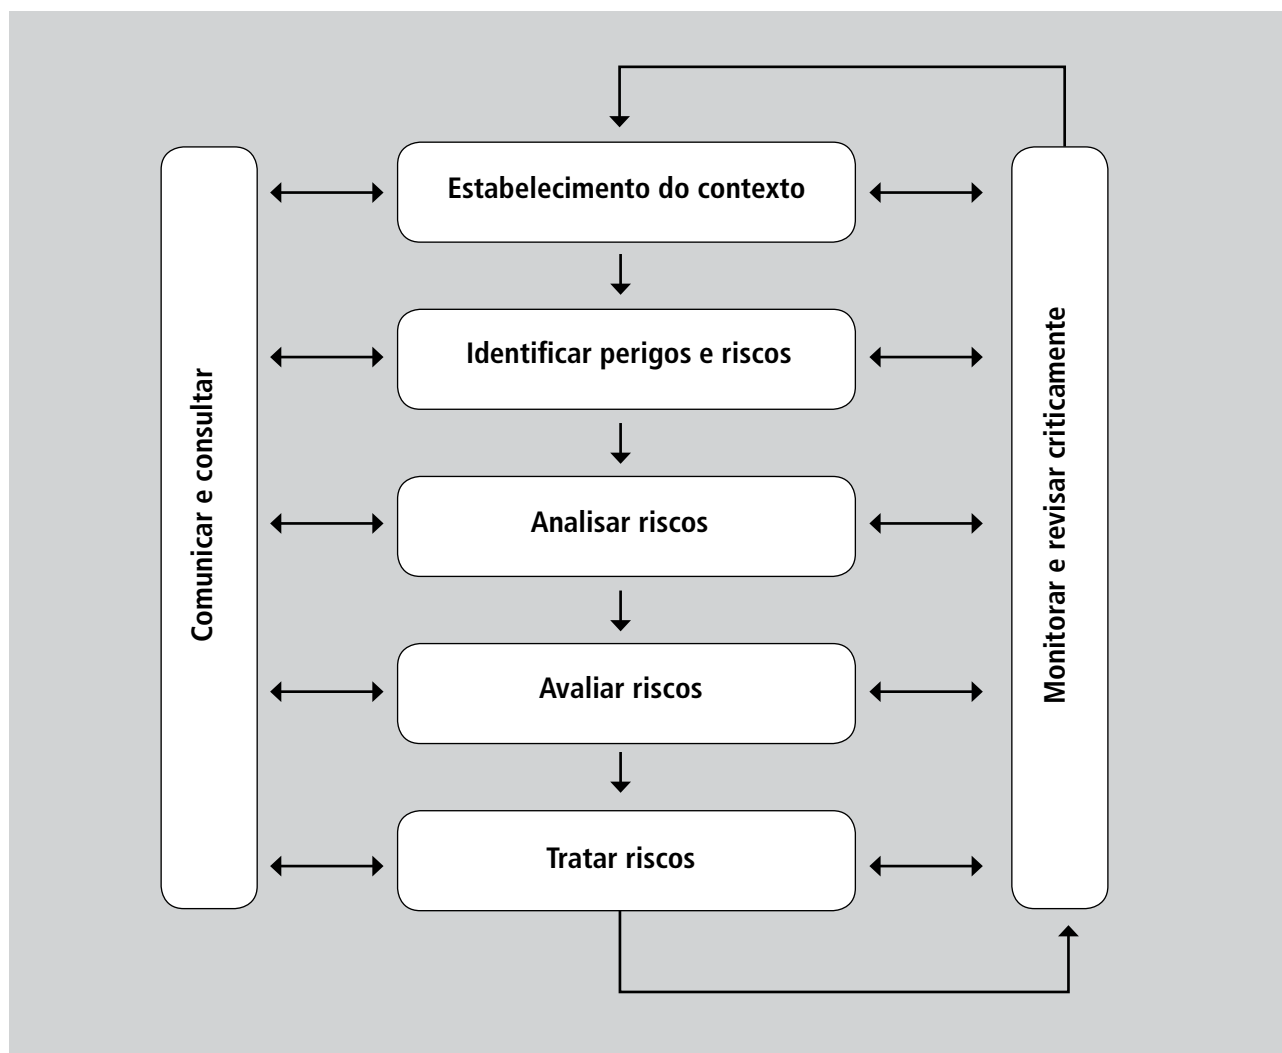 Estabelecimento do contexto
Identificar perigos e riscos
Analisar riscos
Avaliar riscos
Tratar riscos
Comunicar e consultar
Monitorar e revisar criticamente